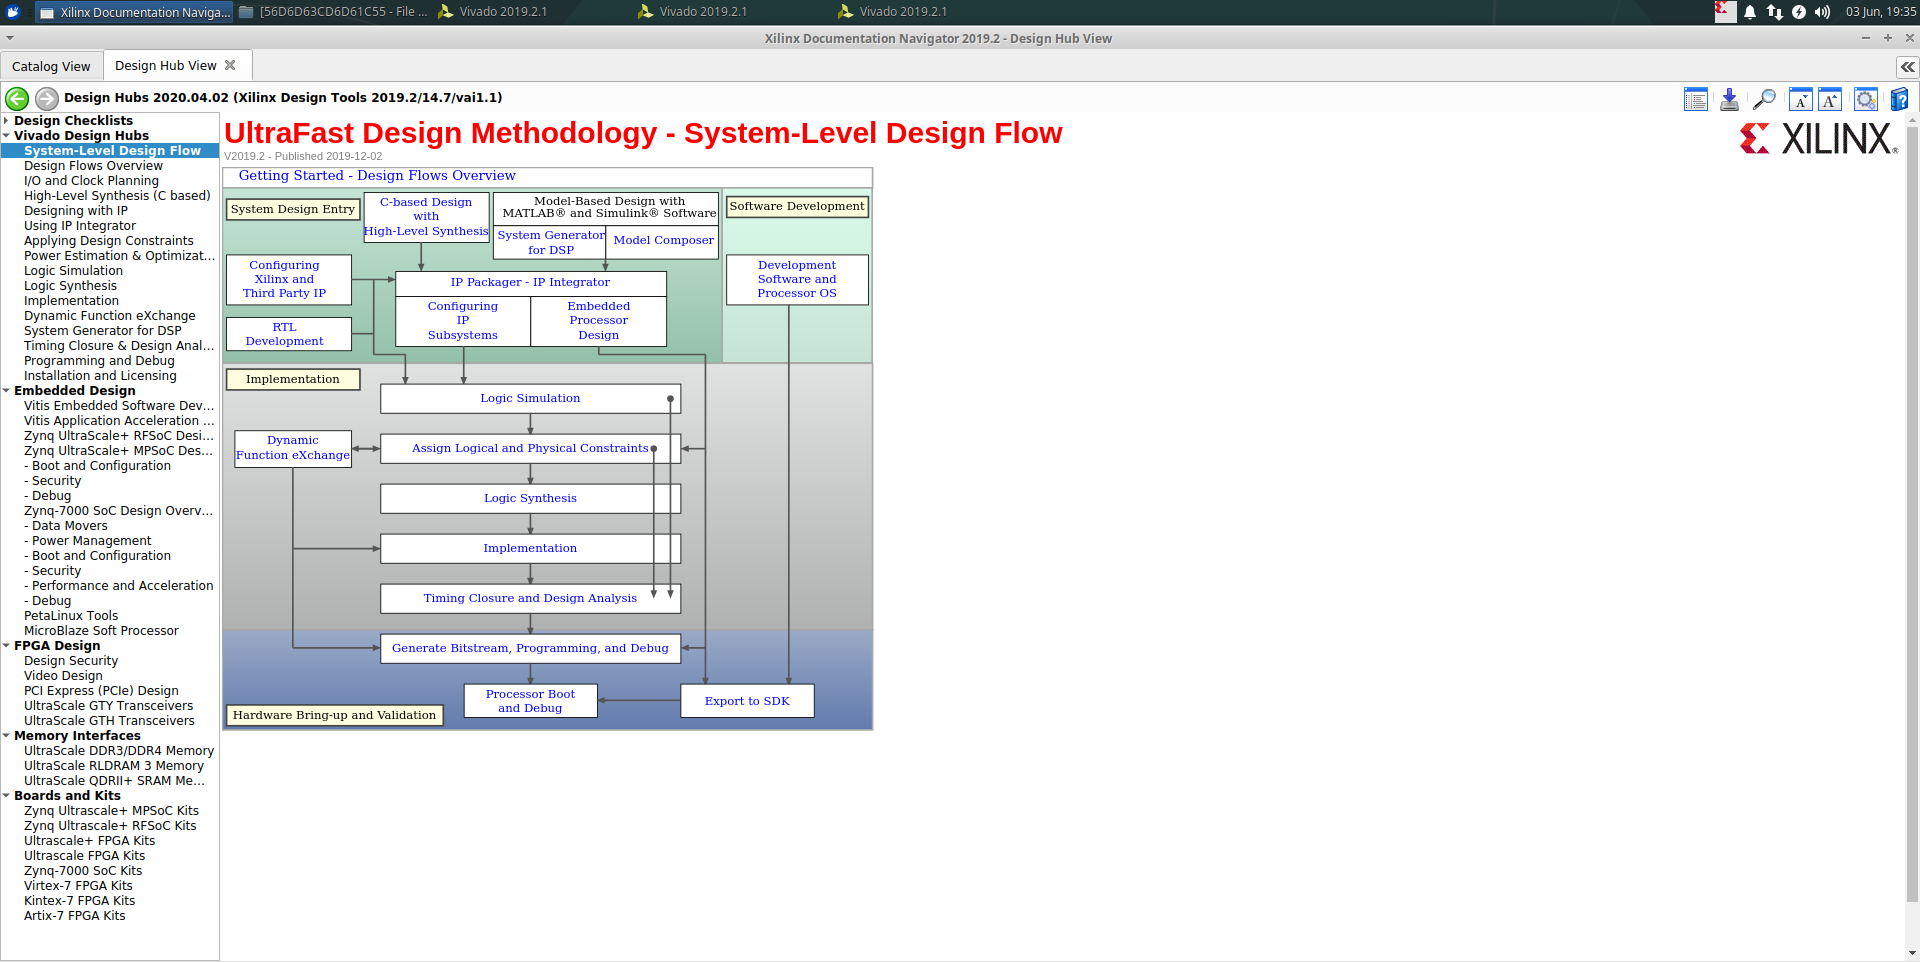 Xilinx Documentation Naviga...
[56D6D63CD6D61C55 - File ...
Vivado 2019.2.1
Vivado 2019.2.1
Vivado 2019.2.1
03 Jun, 19:35
Xilinx Documentation Navigator 2019.2 - Design Hub View
Catalog View
Design Hub View
Design Hubs 2020.04.02 (Xilinx Design Tools 2019.2/14.7/vai1.1)
Design Checklists
Vivado Design Hubs
System-Level Design Flow
Design Flows Overview
I/O and Clock Planning
High-Level Synthesis (C based)
Designing with IP
Using IP Integrator
Applying Design Constraints
Power Estimation & Optimizat...
Logic Simulation
Logic Synthesis
Implementation
Dynamic Function eXchange
System Generator for DSP
Timing Closure & Design Anal...
Programming and Debug
Installation and Licensing
Embedded Design
Vitis Embedded Software Dev...
Vitis Application Acceleration ...
Zynq UltraScale+ RFSoC Desi...
Zynq UltraScale+ MPSoC Des...
- Boot and Configuration
- Security
- Debug
Zynq-7000 SoC Design Overv...
- Data Movers
- Power Management
- Boot and Configuration
- Security
- Performance and Acceleration
- Debug
PetaLinux Tools
MicroBlaze Soft Processor
FPGA Design
Design Security
Video Design
PCI Express (PCIe) Design
UltraScale GTY Transceivers
UltraScale GTH Transceivers
Memory Interfaces
UltraScale DDR3/DDR4 Memory
UltraScale RLDRAM 3 Memory
UltraScale QDRII+ SRAM Me...
Boards and Kits
Zynq Ultrascale+ MPSoC Kits
Zynq Ultrascale+ RFSoC Kits
Ultrascale+ FPGA Kits
Ultrascale FPGA Kits
Zynq-7000 SoC Kits
Virtex-7 FPGA Kits
Kintex-7 FPGA Kits
Artix-7 FPGA Kits
UltraFast Design Methodology - System-Level Design Flow
XILINX®
V2019.2 - Published 2019-12-02
Getting Started - Design Flows Overview
System Design Entry
C-based Design
with
High-Level Synthesis
Model-Based Design with
MATLAB® and Simulink® Software
System Generator
for DSP
Model Composer
Software Development
Configuring
Xilinx and
Third Party IP
IP Packager - IP Integrator
Configuring
IP
Subsystems
Embedded
Processor
Design
Development
Software and
Processor OS
RTL
Development
Implementation
Logic Simulation
Dynamic
Function eXchange
Assign Logical and Physical Constraints
Logic Synthesis
Implementation
Timing Closure and Design Analysis
Generate Bitstream, Programming, and Debug
Processor Boot
and Debug
Export to SDK
Hardware Bring-up and Validation